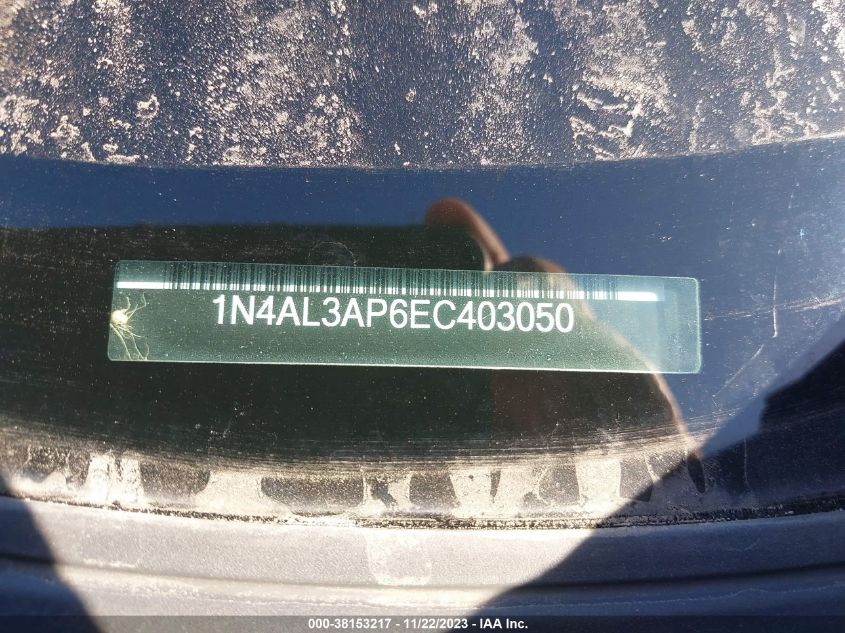 1N4AL3AP6EC403050
000-38153217 - 11/22/2023 - IAA Inc.